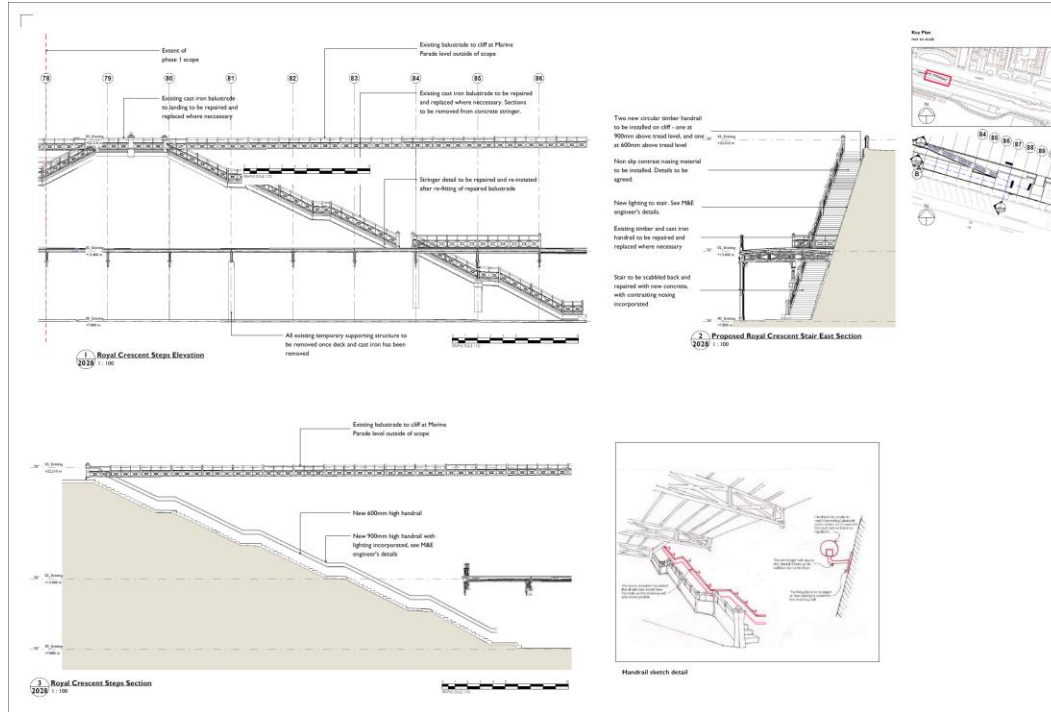 Existing balustrade to cliff at Marine
Parade level outside of scope
Extent of
phase 1 scope
78
79
80
81
82
83
84
85
86
Existing cast iron balustrade
to landing to be repaired and
replaced where neccessary
Existing cast iron balustrade to be repaired
and replaced where neccessary. Sections
to be removed from concrete stringer.
Stringer detail to be repaired and re-instated
after re-fitting of repaired balustrade
All existing temporary supporting structure to
be removed once deck and cast iron has been
removed
1
2028
Royal Crescent Steps Elevation
1 : 100
Two new circular timber handrail
to be installed on cliff - one at
900mm above tread level, and one
at 600mm above tread level
Non slip contrast nosing material
to be installed. Details to be
agreed.
New lighting to stair. See M&E
engineer's details.
Existing timber and cast iron
handrail to be repaired and
replaced where necessary
Stair to be scabbled back and
repaired with new concrete,
with contrasting nosing
incorporated
2
2028
Proposed Royal Crescent Stair East Section
1 : 100
Key Plan
not to scale
N
84
85
86
87
88
89
B
N
Existing balustrade to cliff at Marine
Parade level outside of scope
New 600mm high handrail
New 900mm high handrail with
lighting incorporated, see M&E
engineer's details
3
2028
Royal Crescent Steps Section
1 : 100
Handrail sketch detail